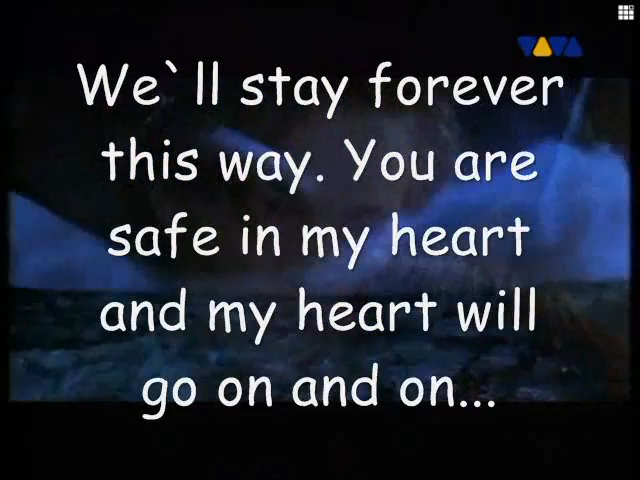 VIVA
We`ll stay forever
this way. You are
safe in my heart
and my heart will
go on and on...